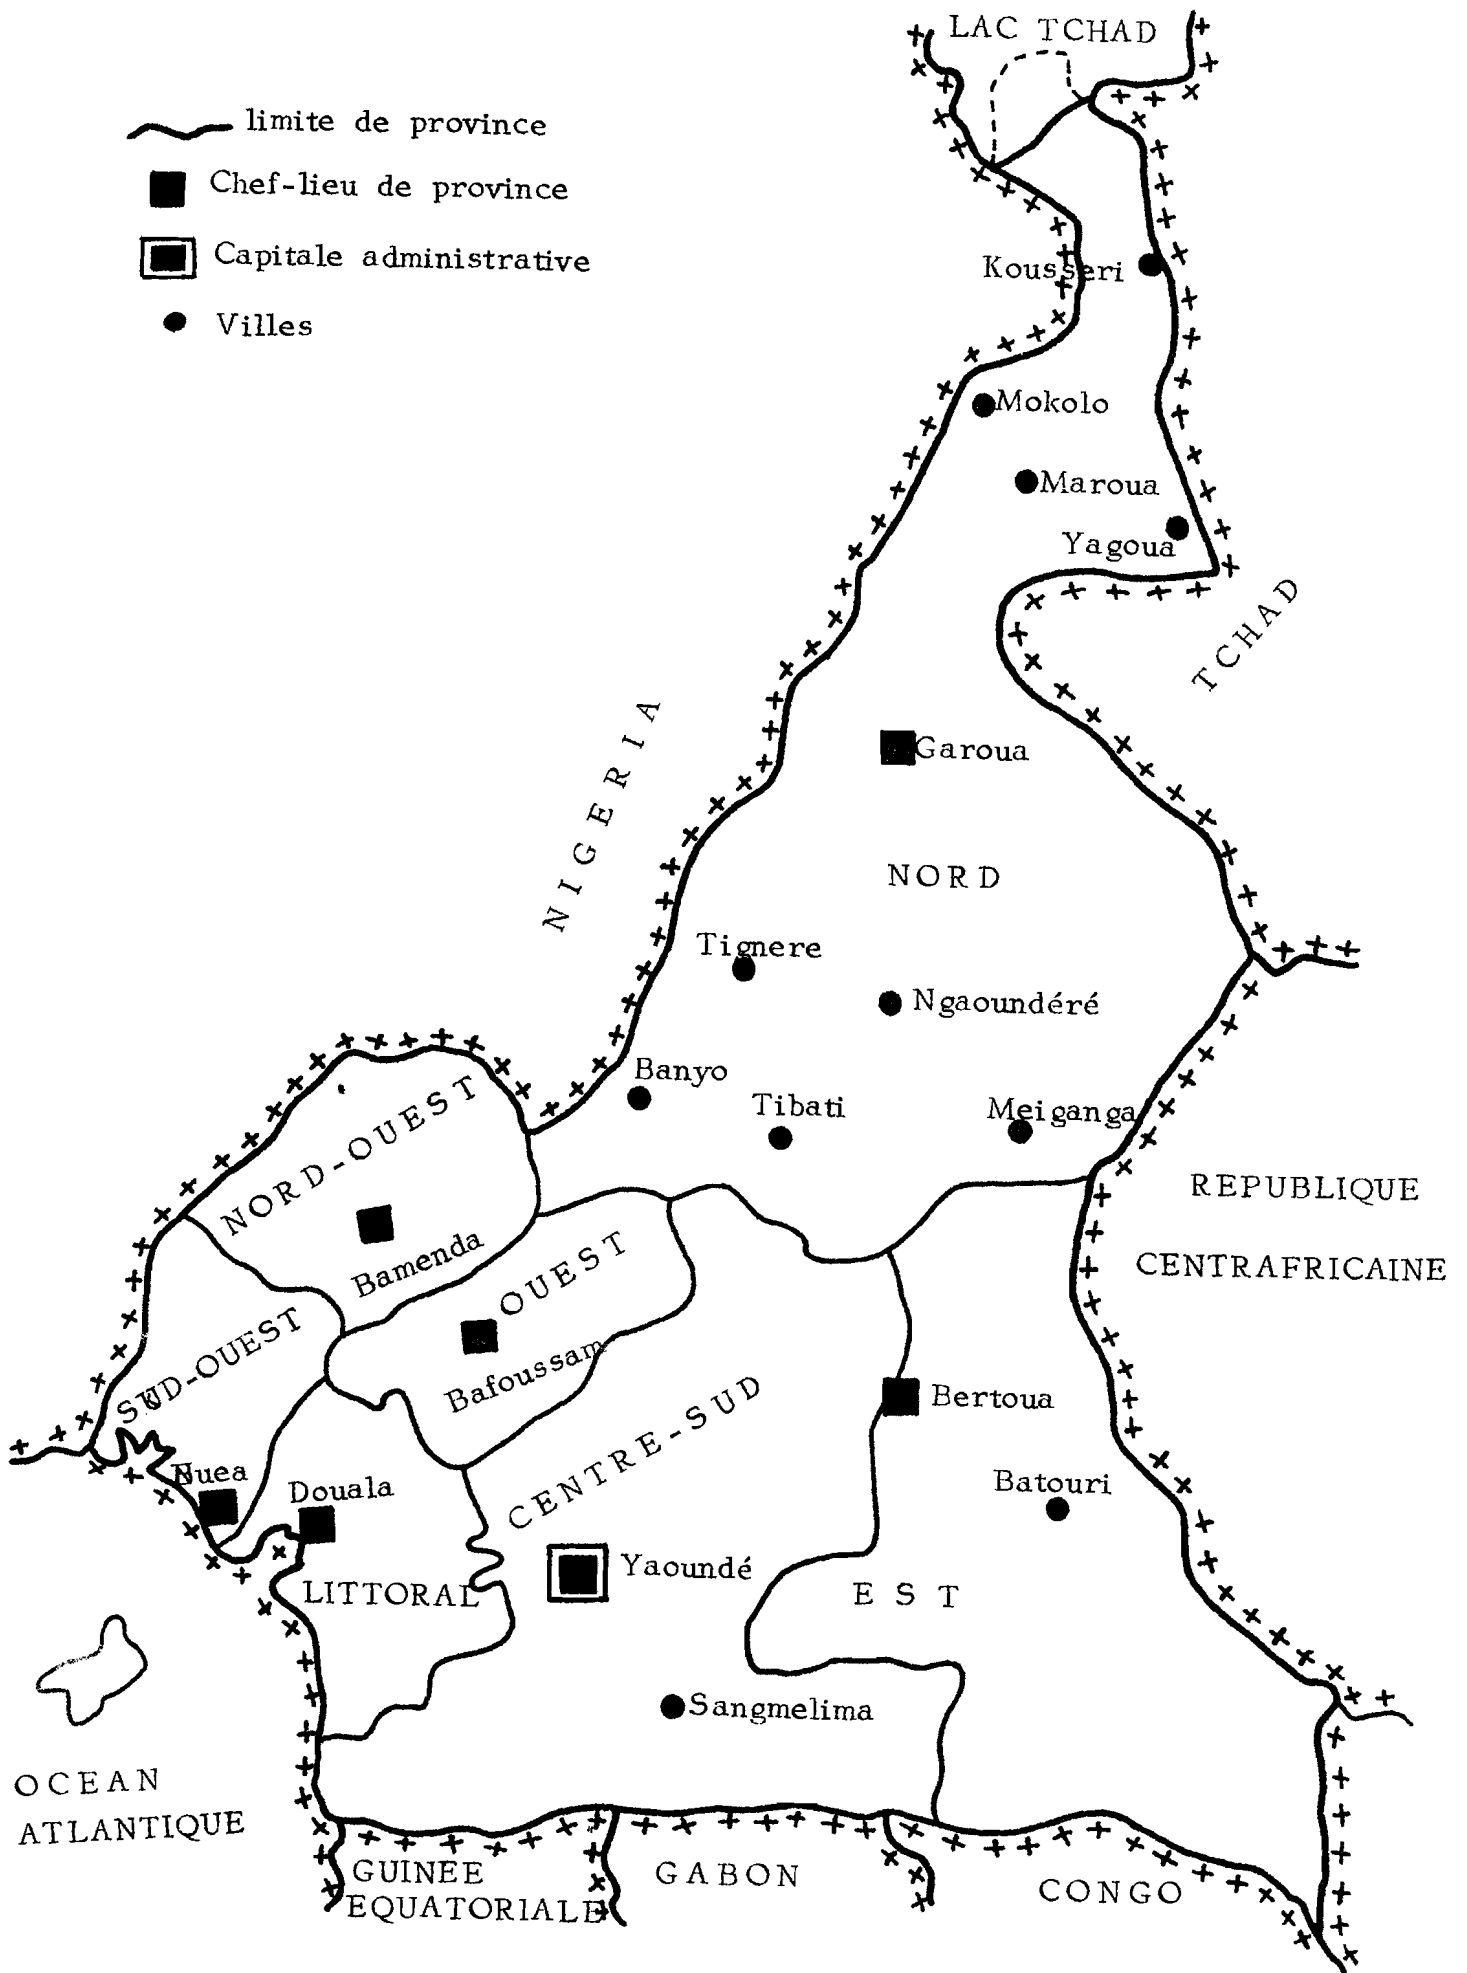 LAC TCHAD
limite de province
Chef-lieu de province
Capitale administrative
Villes
Kousseri
Mokolo
Maroua
Yagoua
TCHAD
NIGERIA
Garoua
NORD
Tignere
Ngaoundéré
Banyo
Tibati
Meiganga
NORD-OUEST
REPUBLIQUE
CENTRAFRICAINE
Bamenda
OUEST
SUD-OUEST
Bafoussam
CENTRE-SUD
Bertoua
Buea
Douala
Batouri
Yaoundé
LITTORAL
EST
Sangmelima
OCEAN
ATLANTIQUE
GUINEE
EQUATORIALE
GABON
CONGO